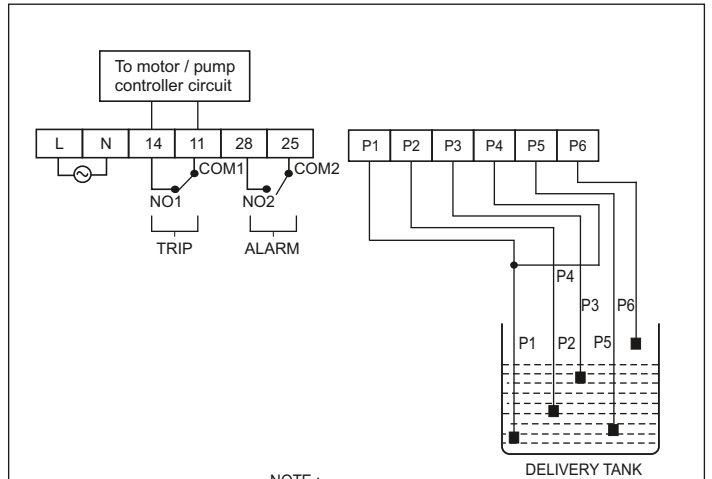 To motor / pump
controller circuit
L N 14 11 28 25
COM1 COM2
NO1 NO2
TRIP ALARM
P1 P2 P3 P4 P5 P6
P4
P3 P6
P1 P2 P5
DELIVERY TANK
NOTE :